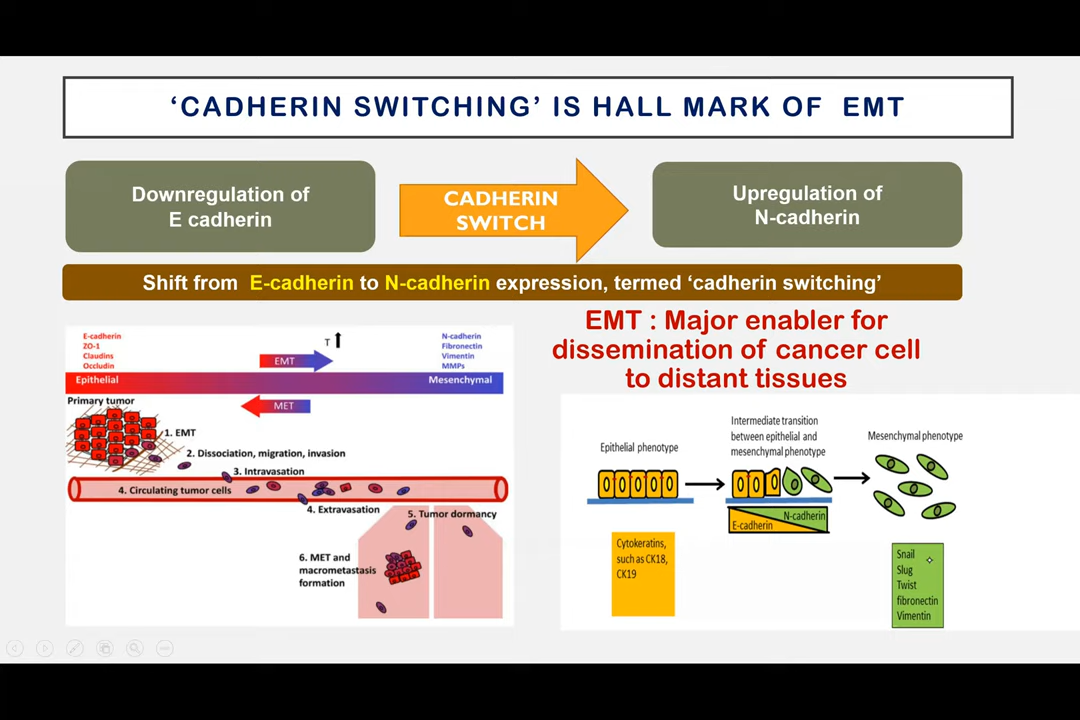 ‘CADHERIN SWITCHING’ IS HALL MARK OF EMT
Downregulation of
E cadherin
CADHERIN
SWITCH
Upregulation of
N-cadherin
Shift from E-cadherin to N-cadherin expression, termed ‘cadherin switching’
E-cadherin
ZO-1
Claudins
Occludin
T
N-cadherin
Fibronectin
Vimentin
MMPs
EMT
Epithelial
Mesenchymal
MET
Primary tumor
1. EMT
2. Dissociation, migration, invasion
3. Intravasation
4. Circulating tumor cells
4. Extravasation
5. Tumor dormancy
6. MET and
macrometastasis
formation
EMT : Major enabler for
dissemination of cancer cell
to distant tissues
Epithelial phenotype
Intermediate transition
between epithelial and
mesenchymal phenotype
Mesenchymal phenotype
N-cadherin
E-cadherin
Cytokeratins,
such as CK18,
CK19
Snail
Slug
Twist
fibronectin
Vimentin